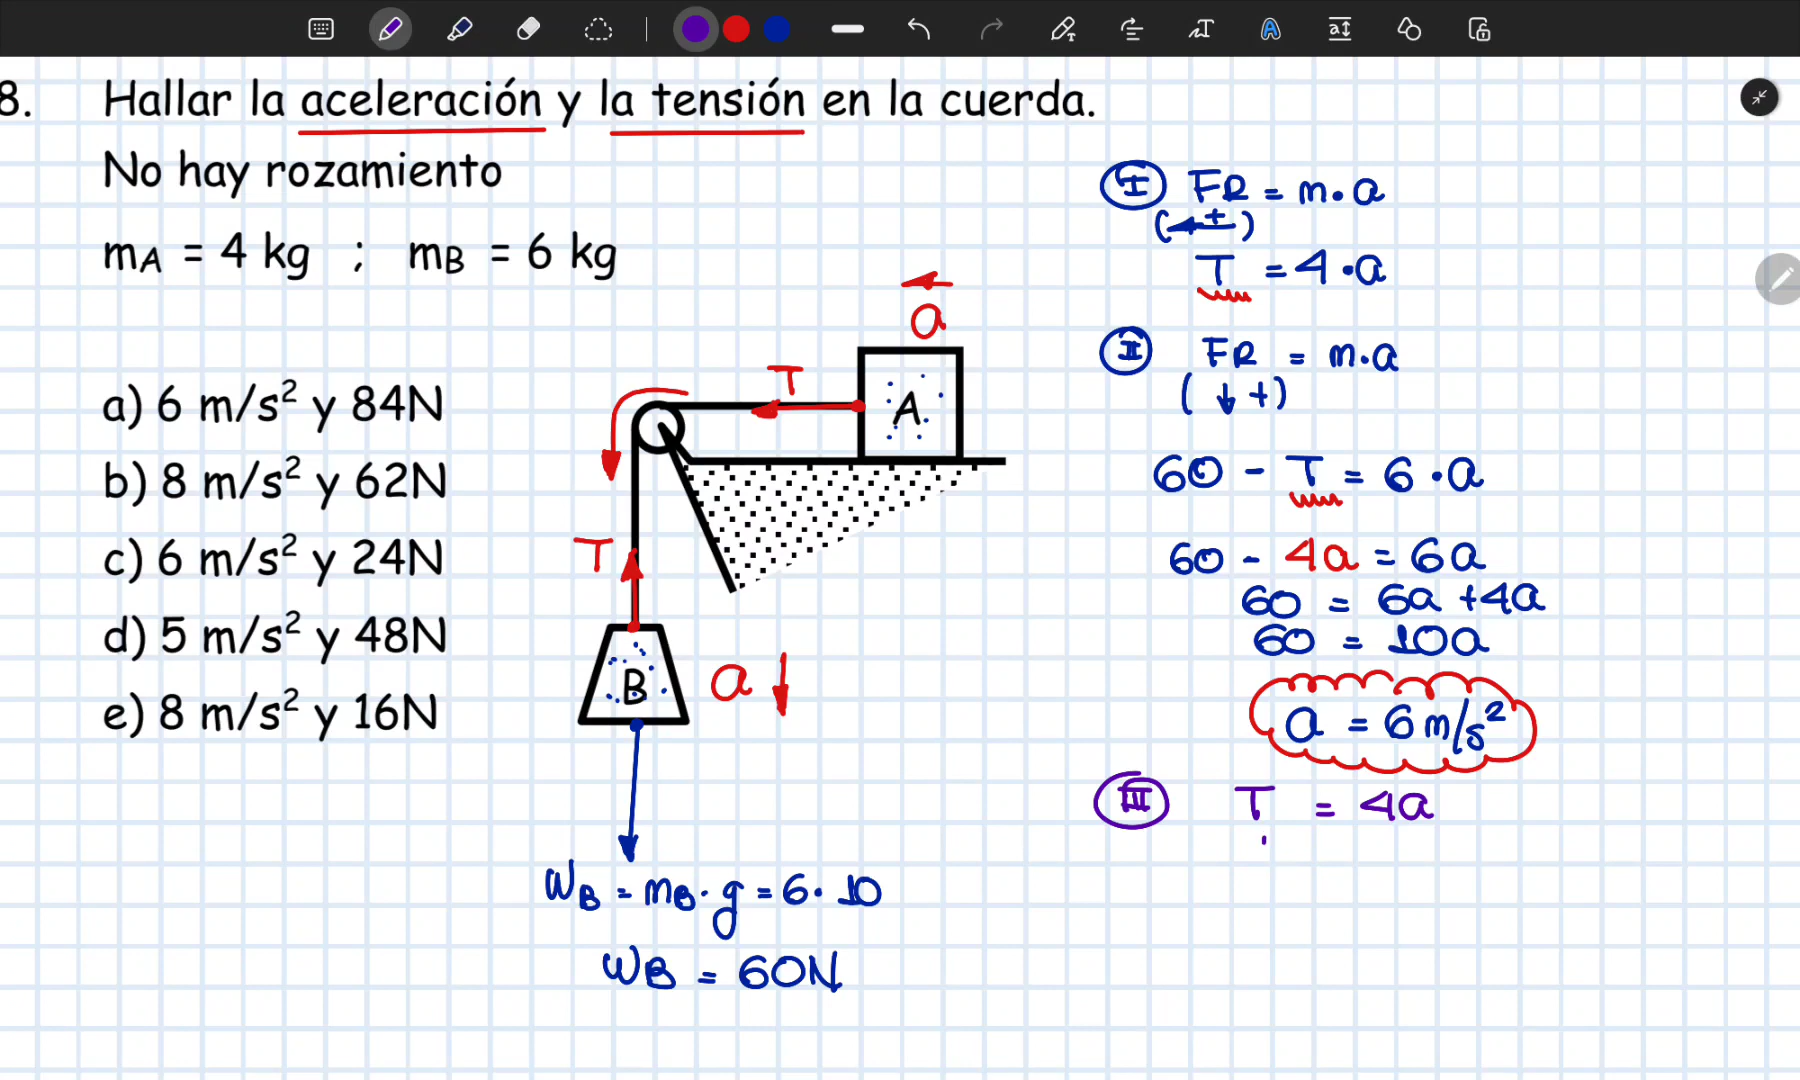 8. Hallar la aceleración y la tensión en la cuerda.
No hay rozamiento
mA = 4 kg ; mB = 6 kg
a) 6 m/s² y 84N
b) 8 m/s² y 62N
c) 6 m/s² y 24N
d) 5 m/s² y 48N
e) 8 m/s² y 16N
a
T
A
T
B
a
WB = mB · g = 6 · 10
WB = 60N
I FR = m · a
( + )
T = 4 · a
II FR = m · a
( ↓ + )
60 - T = 6 · a
60 - 4a = 6a
60 = 6a + 4a
60 = 10a
a = 6 m/s²
III T = 4a